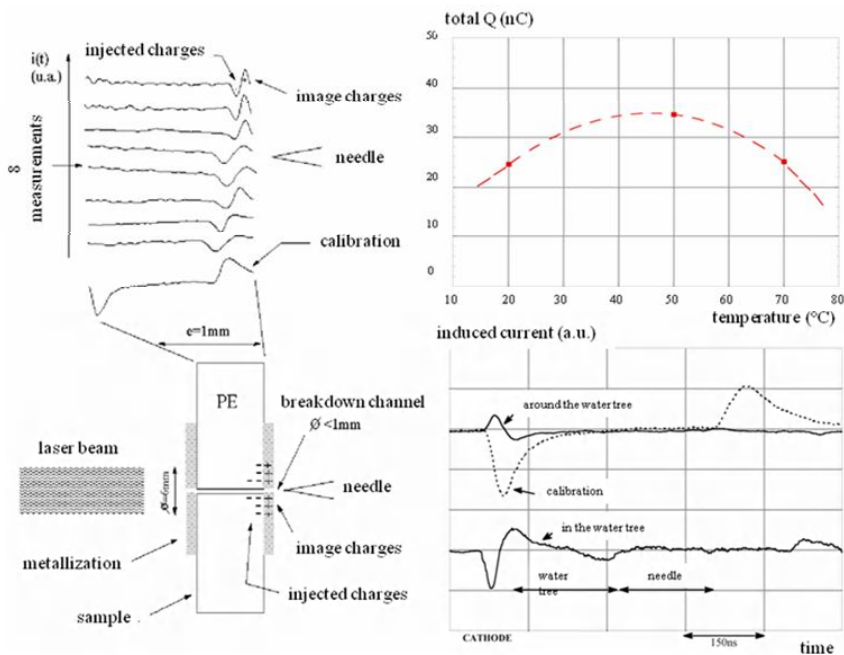 injected charges
i(t)
(u.a.)
image charges
8
measurements
needle
calibration
e=1mm
PE
breakdown channel
Ø <1mm
laser beam
Ø=6mm
needle
image charges
metallization
injected charges
sample
total Q (nC)
50
40
30
20
10
0
10 20 30 40 50 60 70 80
temperature (°C)
induced current (a.u.)
around the water tree
calibration
in the water tree
water
tree
needle
CATHODE
150ns
time